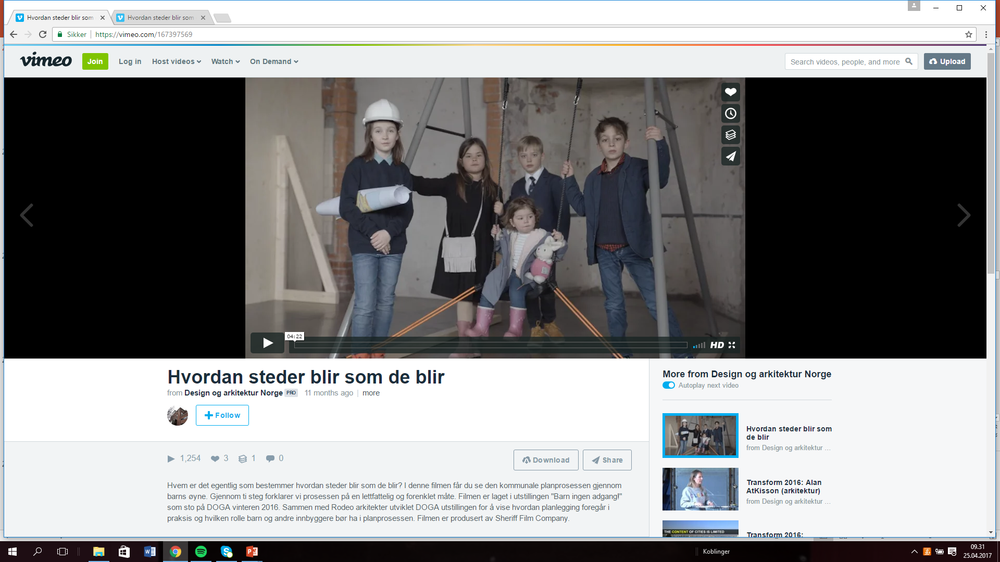 Hvordan steder blir som
Hvordan steder blir som
Sikker
https://vimeo.com/167397569
vimeo
Join
Log in
Host videos
Watch
On Demand
Search videos, people, and more
Upload
04:22
HD
Hvordan steder blir som de blir
from Design og arkitektur Norge PRO 11 months ago | more
Follow
1,254 3 1 0
Download
Share
Hvem er det egentlig som bestemmer hvordan steder blir som de blir? I denne filmen får du se den kommunale planprosessen gjennom
barns øyne. Gjennom ti steg forklarer vi prosessen på en lettfattelig og forenklet måte. Filmen er laget i utstillingen "Barn ingen adgang!"
som sto på DOGA vinteren 2016. Sammen med Rodeo arkitekter utviklet DOGA utstillingen for å vise hvordan planlegging foregår i
praksis og hvilken rolle barn og andre innbyggere bør ha i planprosessen. Filmen er produsert av Sheriff Film Company.
More from Design og arkitektur Norge
Autoplay next video
Hvordan steder blir som
de blir
from Design og arkitektur ...
Transform 2016: Alan
AtKisson (arkitektur)
from Design og arkitektur ...
THE CONTENT OF CITIES IS LIMITED
Transform 2016:
Koblinger
09.31
25.04.2017